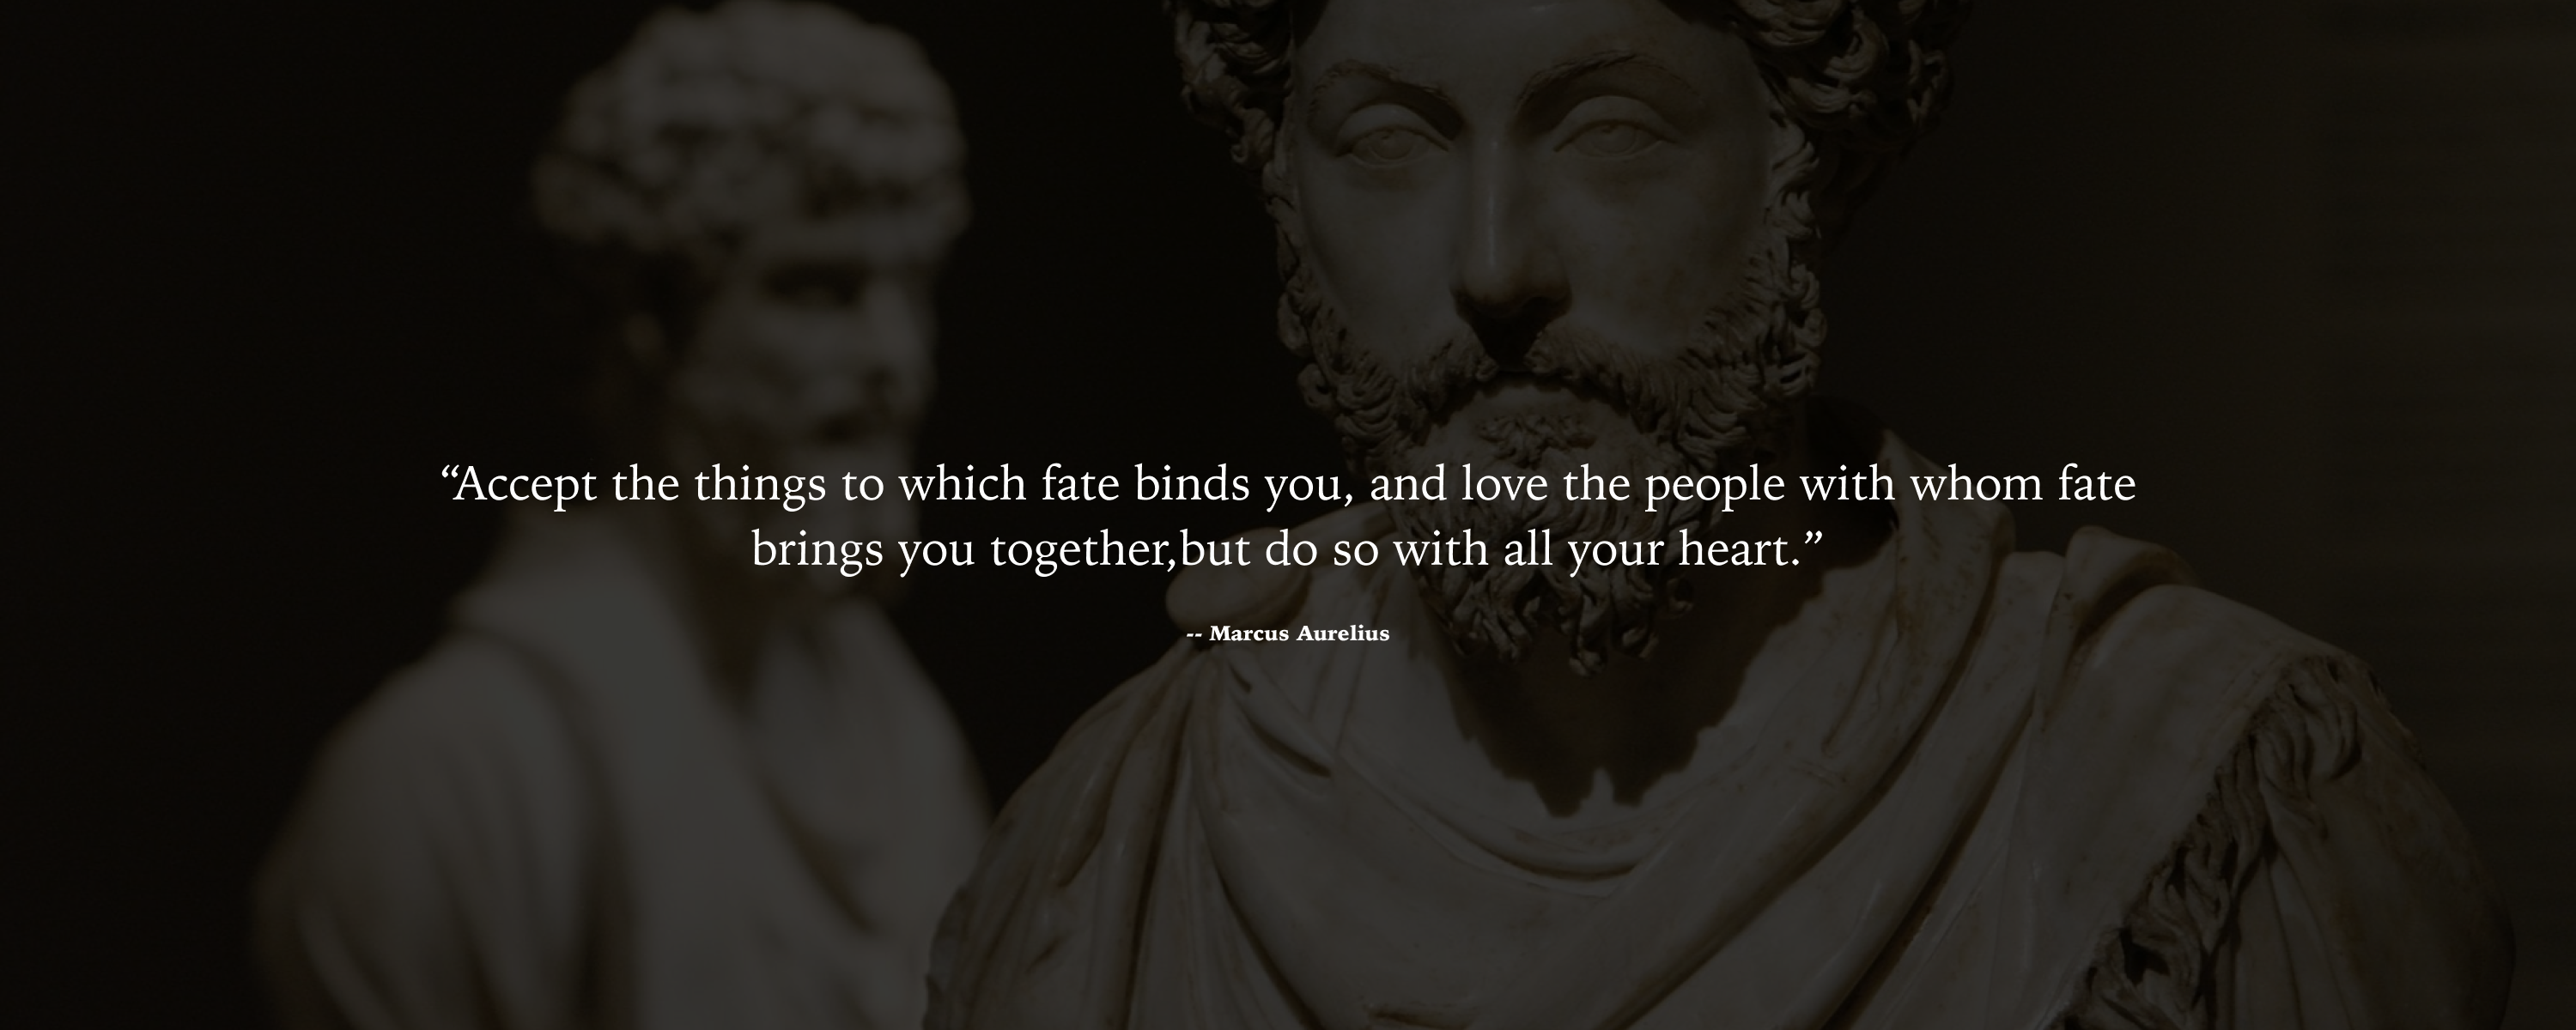 “Accept the things to which fate binds you, and love the people with whom fate
brings you together,but do so with all your heart.”
-- Marcus Aurelius